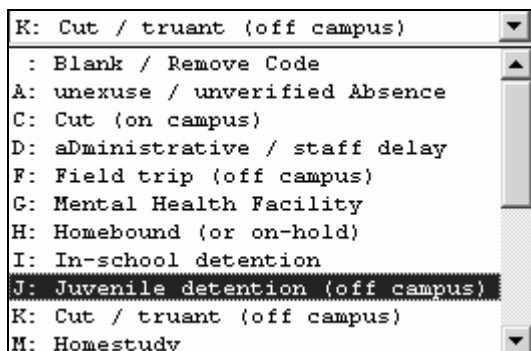 K: Cut / truant (off campus)
: Blank / Remove Code
A: unexuse / unverified Absence
C: Cut (on campus)
D: aDministrative / staff delay
F: Field trip (off campus)
G: Mental Health Facility
H: Homebound (or on-hold)
I: In-school detention
J: Juvenile detention (off campus)
K: Cut / truant (off campus)
M: Homestudy